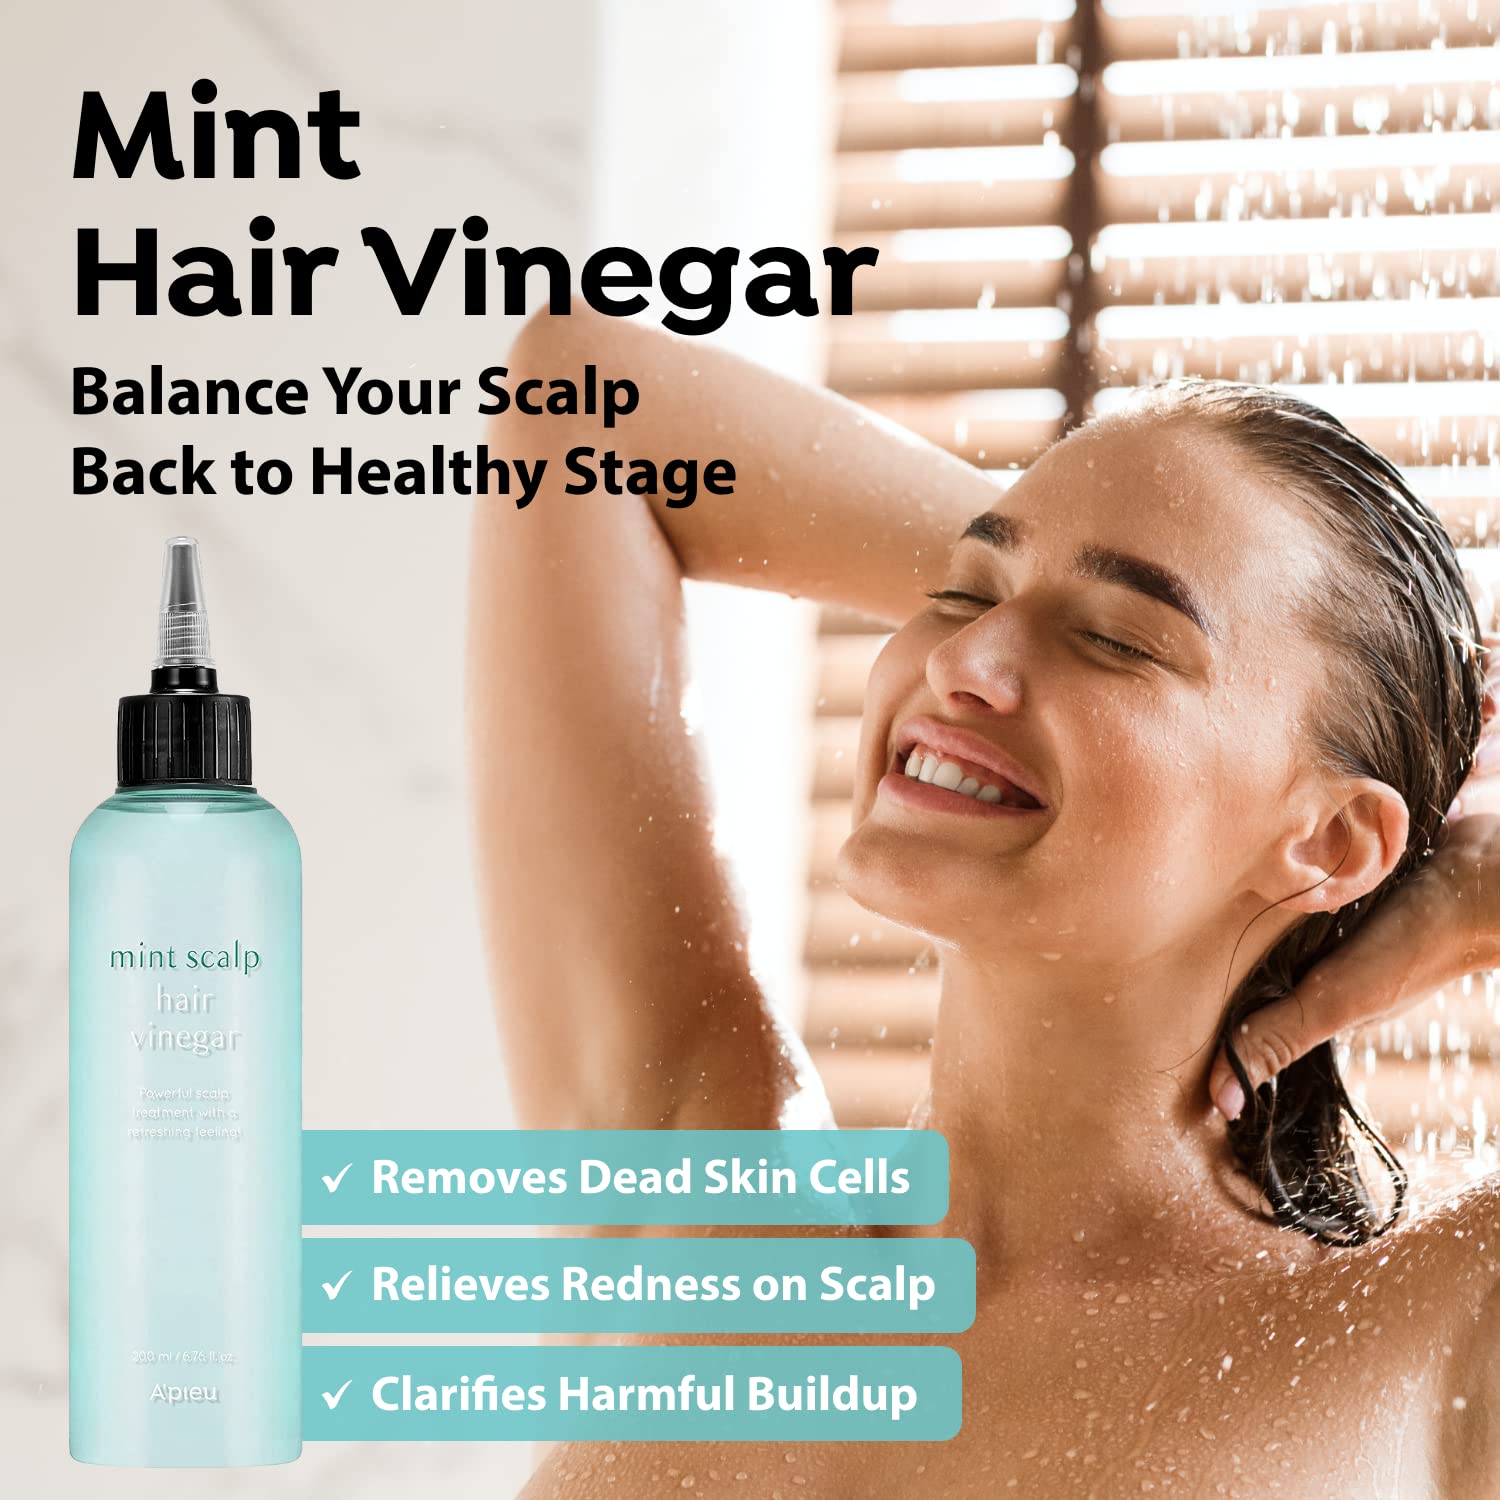 Mint
Hair Vinegar
Balance Your Scalp
Back to Healthy Stage
mint scalp
hair
vinegar
Powerful scalp
treatment with a
refreshing feeling!
200 ml / 6.76 fl. oz.
A'pieu
✓ Removes Dead Skin Cells
✓ Relieves Redness on Scalp
✓ Clarifies Harmful Buildup